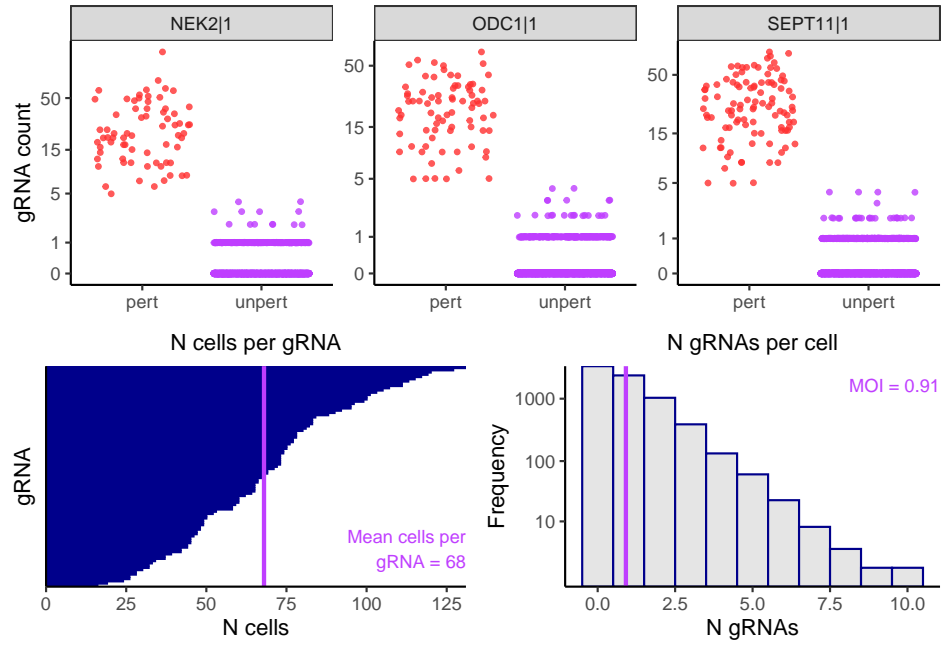 NEK2|1
ODC1|1
SEPT11|1
gRNA count
50
15
5
1
0
50
15
5
1
0
50
15
5
1
0
pert
unpert
pert
unpert
pert
unpert
N cells per gRNA
gRNA
Mean cells per
gRNA = 68
0
25
50
75
100
125
N cells
N gRNAs per cell
MOI = 0.91
Frequency
1000
100
10
0.0
2.5
5.0
7.5
10.0
N gRNAs